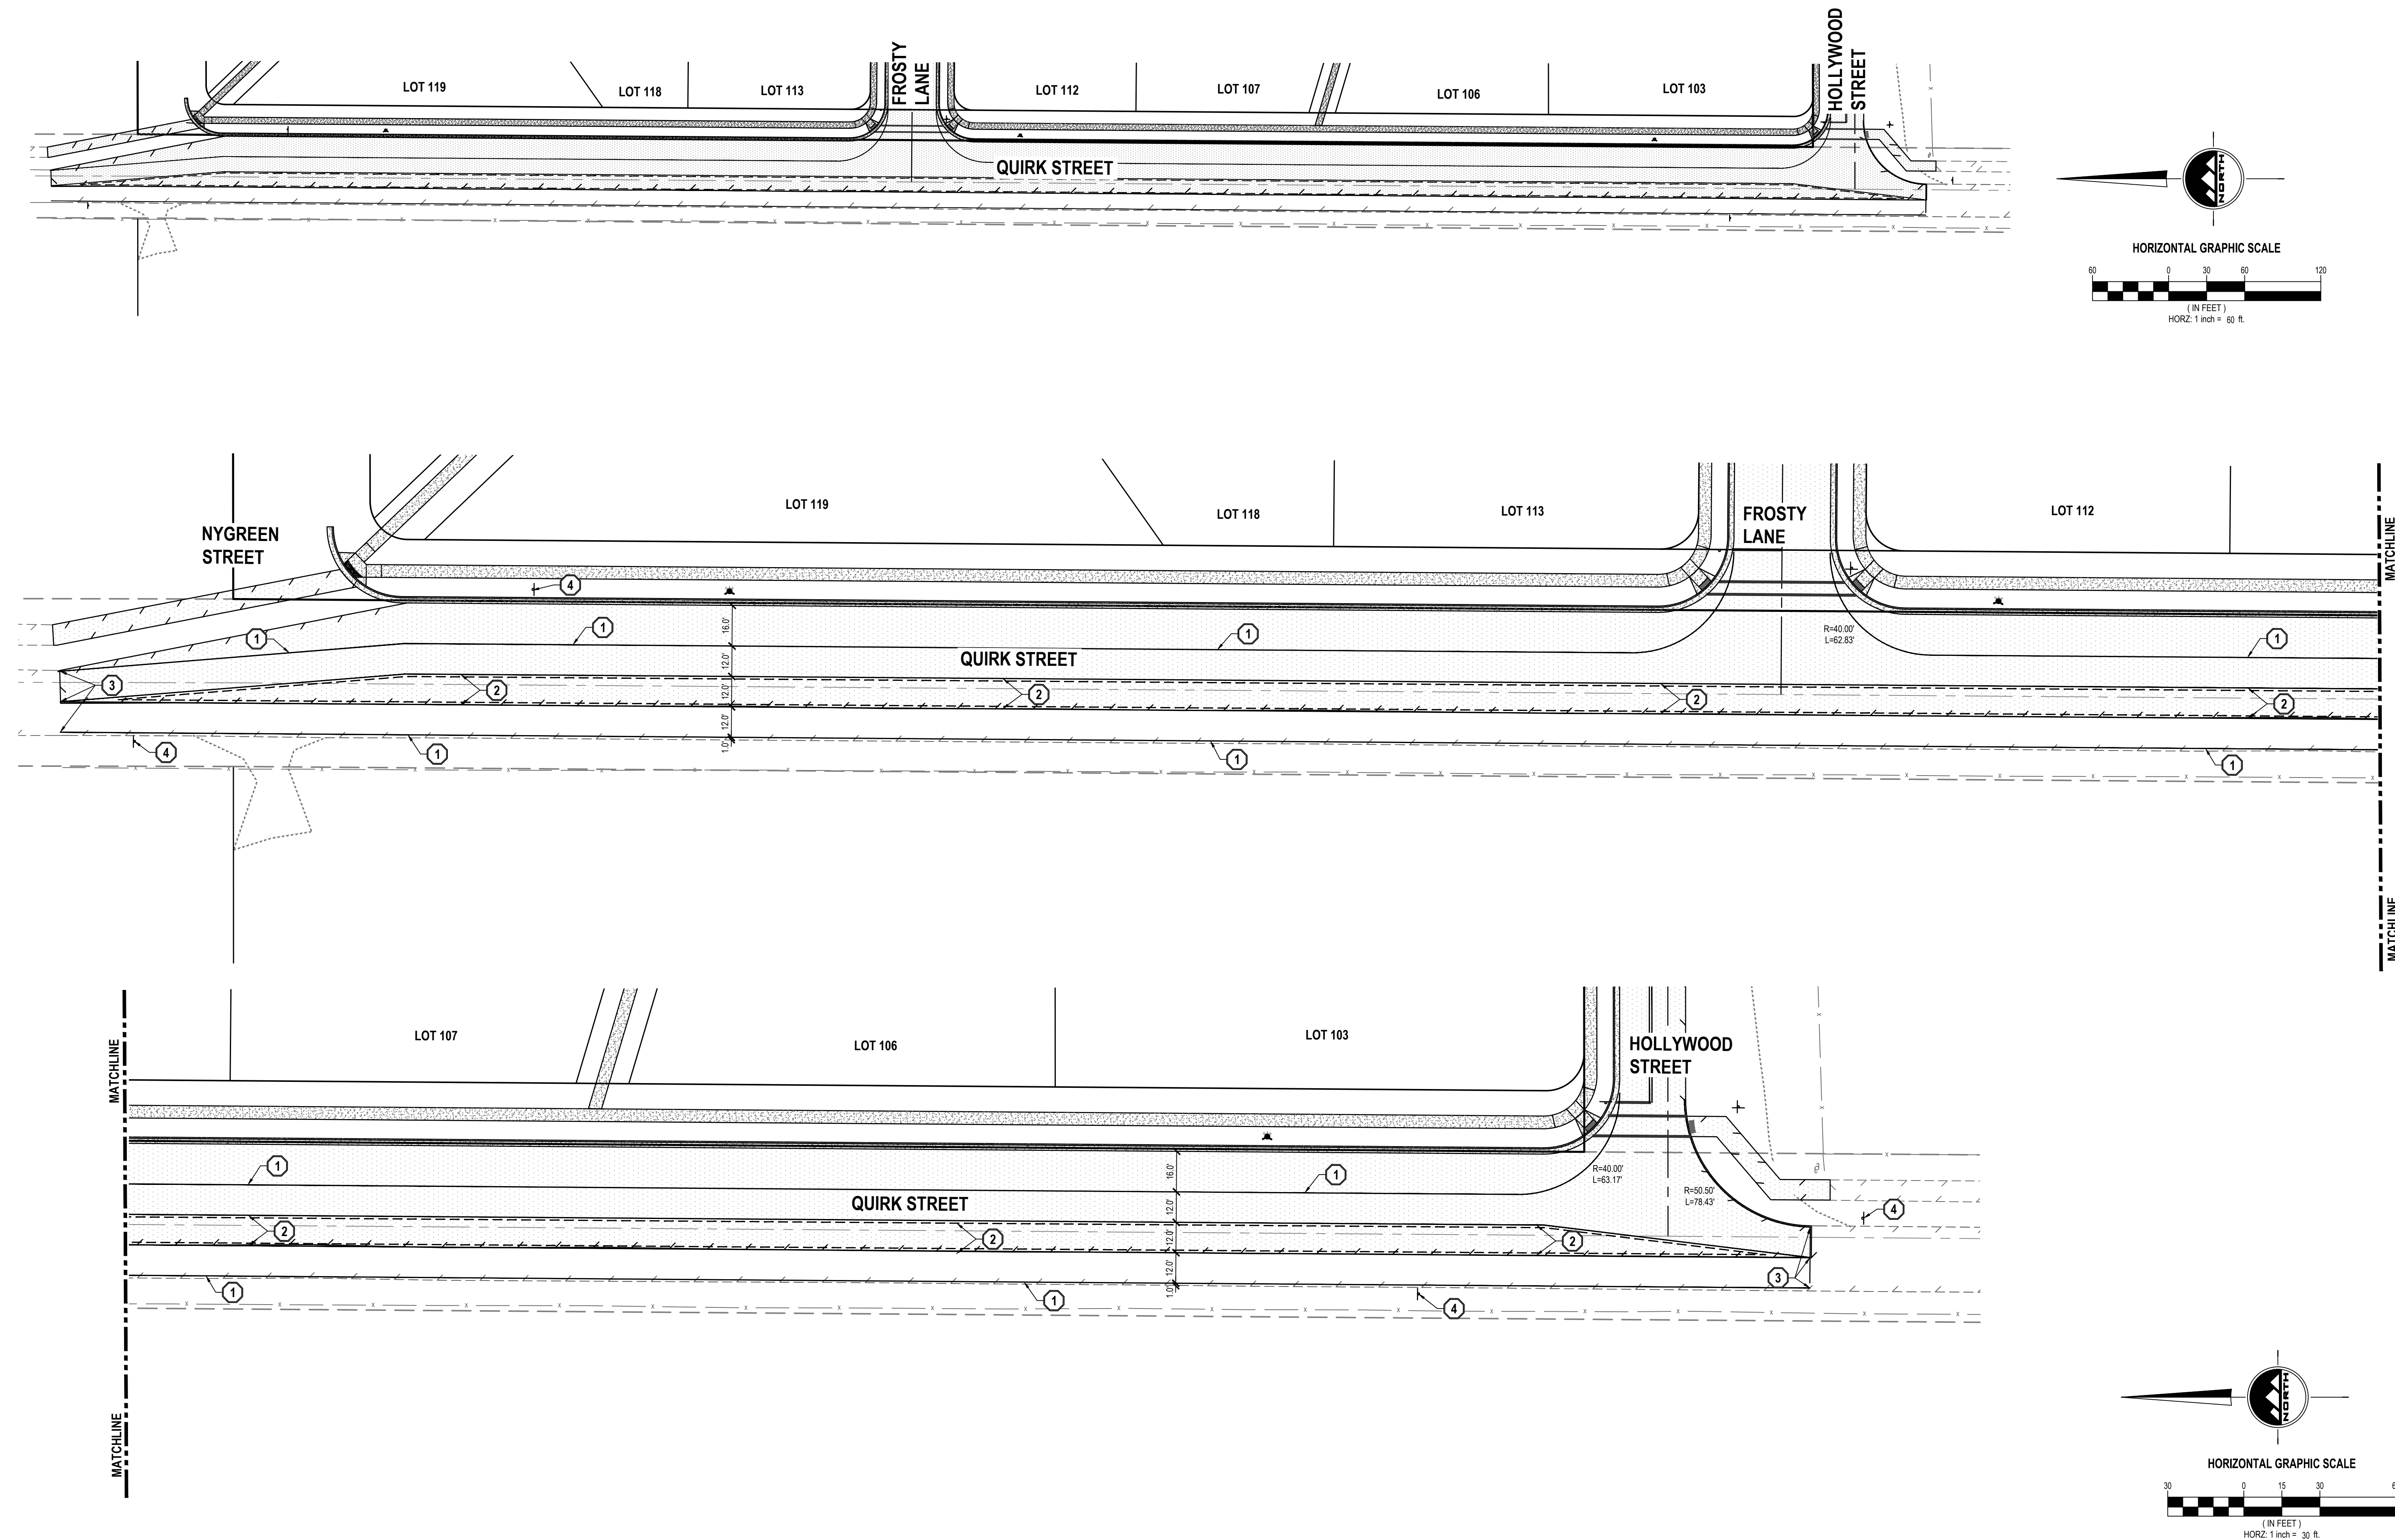 HOLLYWOOD
STREET
FROSTY
LANE
LOT 119
LOT 118
LOT 113
LOT 112
LOT 107
LOT 106
LOT 103
QUIRK STREET
NORTH
HORIZONTAL GRAPHIC SCALE
60 0 30 60 120
( IN FEET )
HORZ: 1 inch = 60 ft.
NYGREEN
STREET
LOT 119
LOT 118
LOT 113
FROSTY
LANE
LOT 112
MATCHLINE
4
1
1
16.0'
1
R=40.00'
L=62.83'
1
QUIRK STREET
12.0'
3
2
12.0'
2
2
2
12.0'
4
1
1.0'
1
1
MATCHLINE
MATCHLINE
LOT 107
LOT 106
LOT 103
HOLLYWOOD
STREET
1
16.0'
1
R=40.00'
L=63.17'
R=50.50'
L=78.43'
QUIRK STREET
12.0'
4
2
2
12.0'
2
12.0'
3
1
1
1.0'
4
MATCHLINE
NORTH
HORIZONTAL GRAPHIC SCALE
30 0 15 30
( IN FEET )
HORZ: 1 inch = 30 ft.